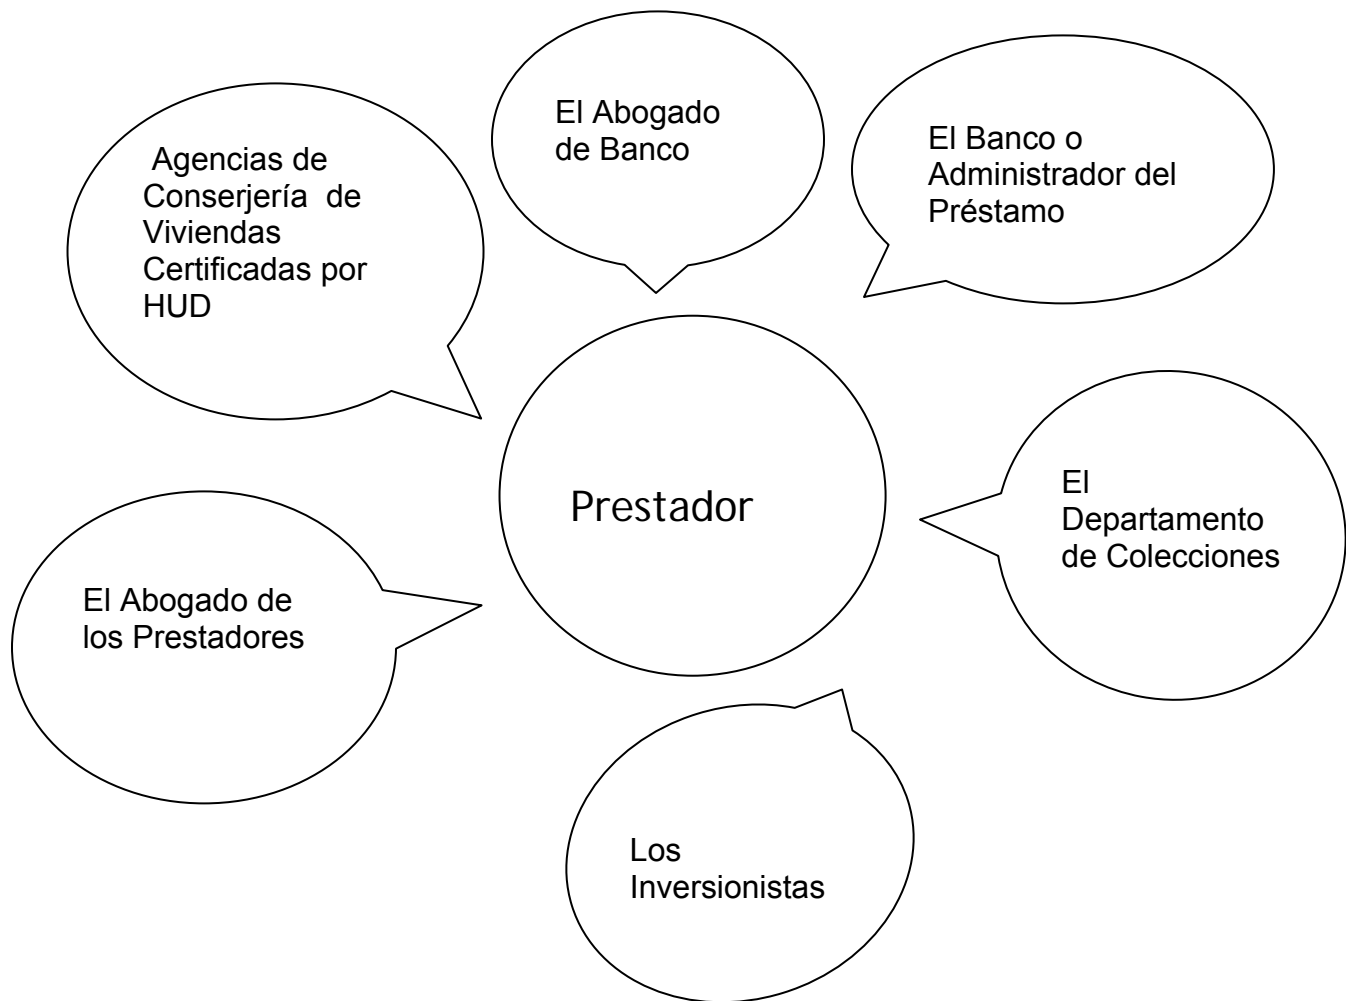 El Abogado
de Banco
El Banco o
Administrador del
Préstamo
Agencias de
Conserjería de
Viviendas
Certificadas por
HUD
Prestador
El
Departamento
de Colecciones
El Abogado de
los Prestadores
Los
Inversionistas